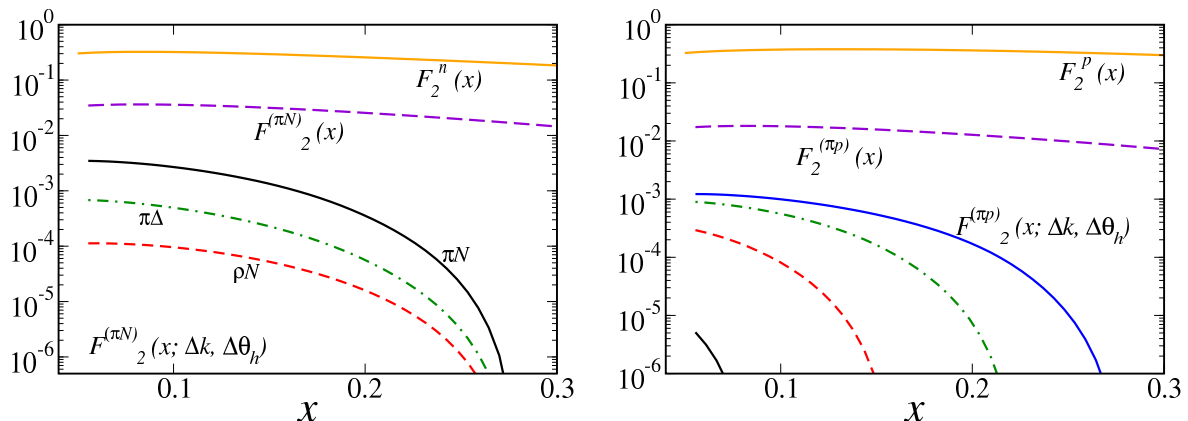 10^0
10^-1
10^-2
10^-3
10^-4
10^-5
10^-6
F_2^n (x)
F^(πN)_2 (x)
πΔ
πN
ρN
F^(πN)_2 (x; Δk, Δθ_h)
0.1 0.2 0.3
x
10^0
10^-1
10^-2
10^-3
10^-4
10^-5
10^-6
F_2^p (x)
F_2^(πp) (x)
F^(πp)_2 (x; Δk, Δθ_h)
0.1 0.2 0.3
x